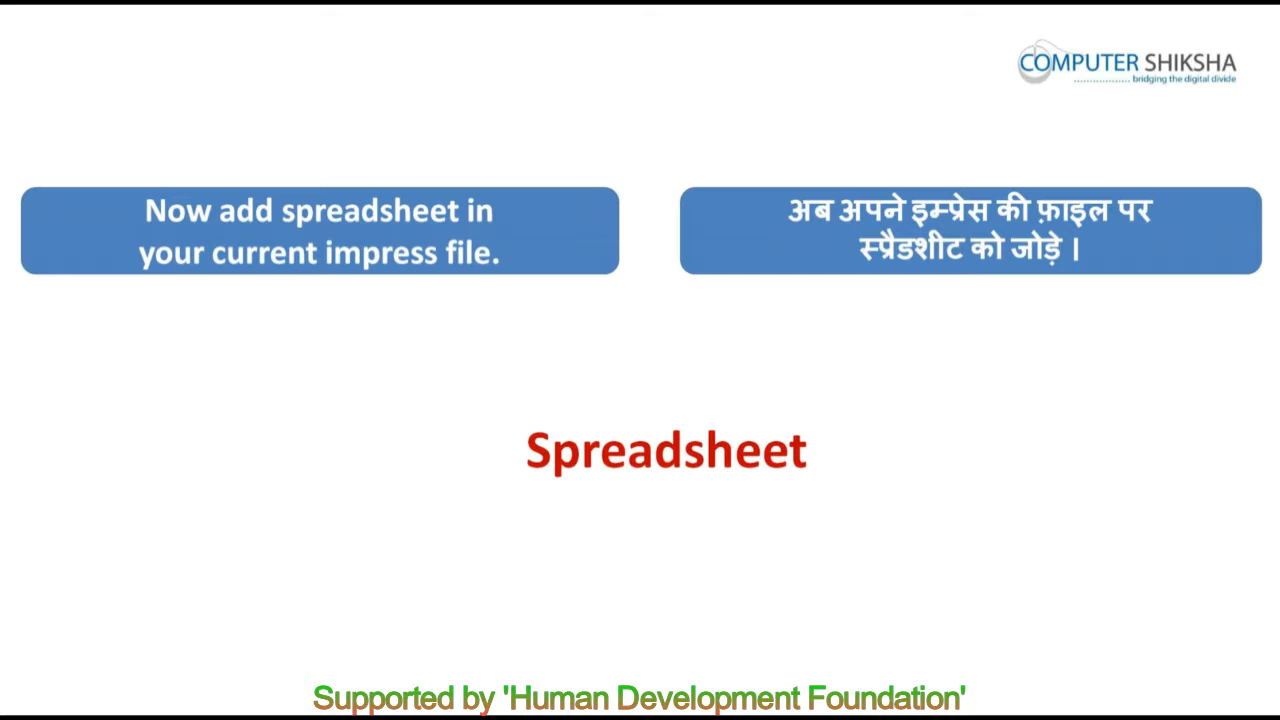 COMPUTER SHIKSHA
.................. bridging the digital divide
Now add spreadsheet in
your current impress file.
अब अपने इम्प्रेस की फ़ाइल पर
स्प्रैडशीट को जोड़े ।
Spreadsheet
Supported by 'Human Development Foundation'